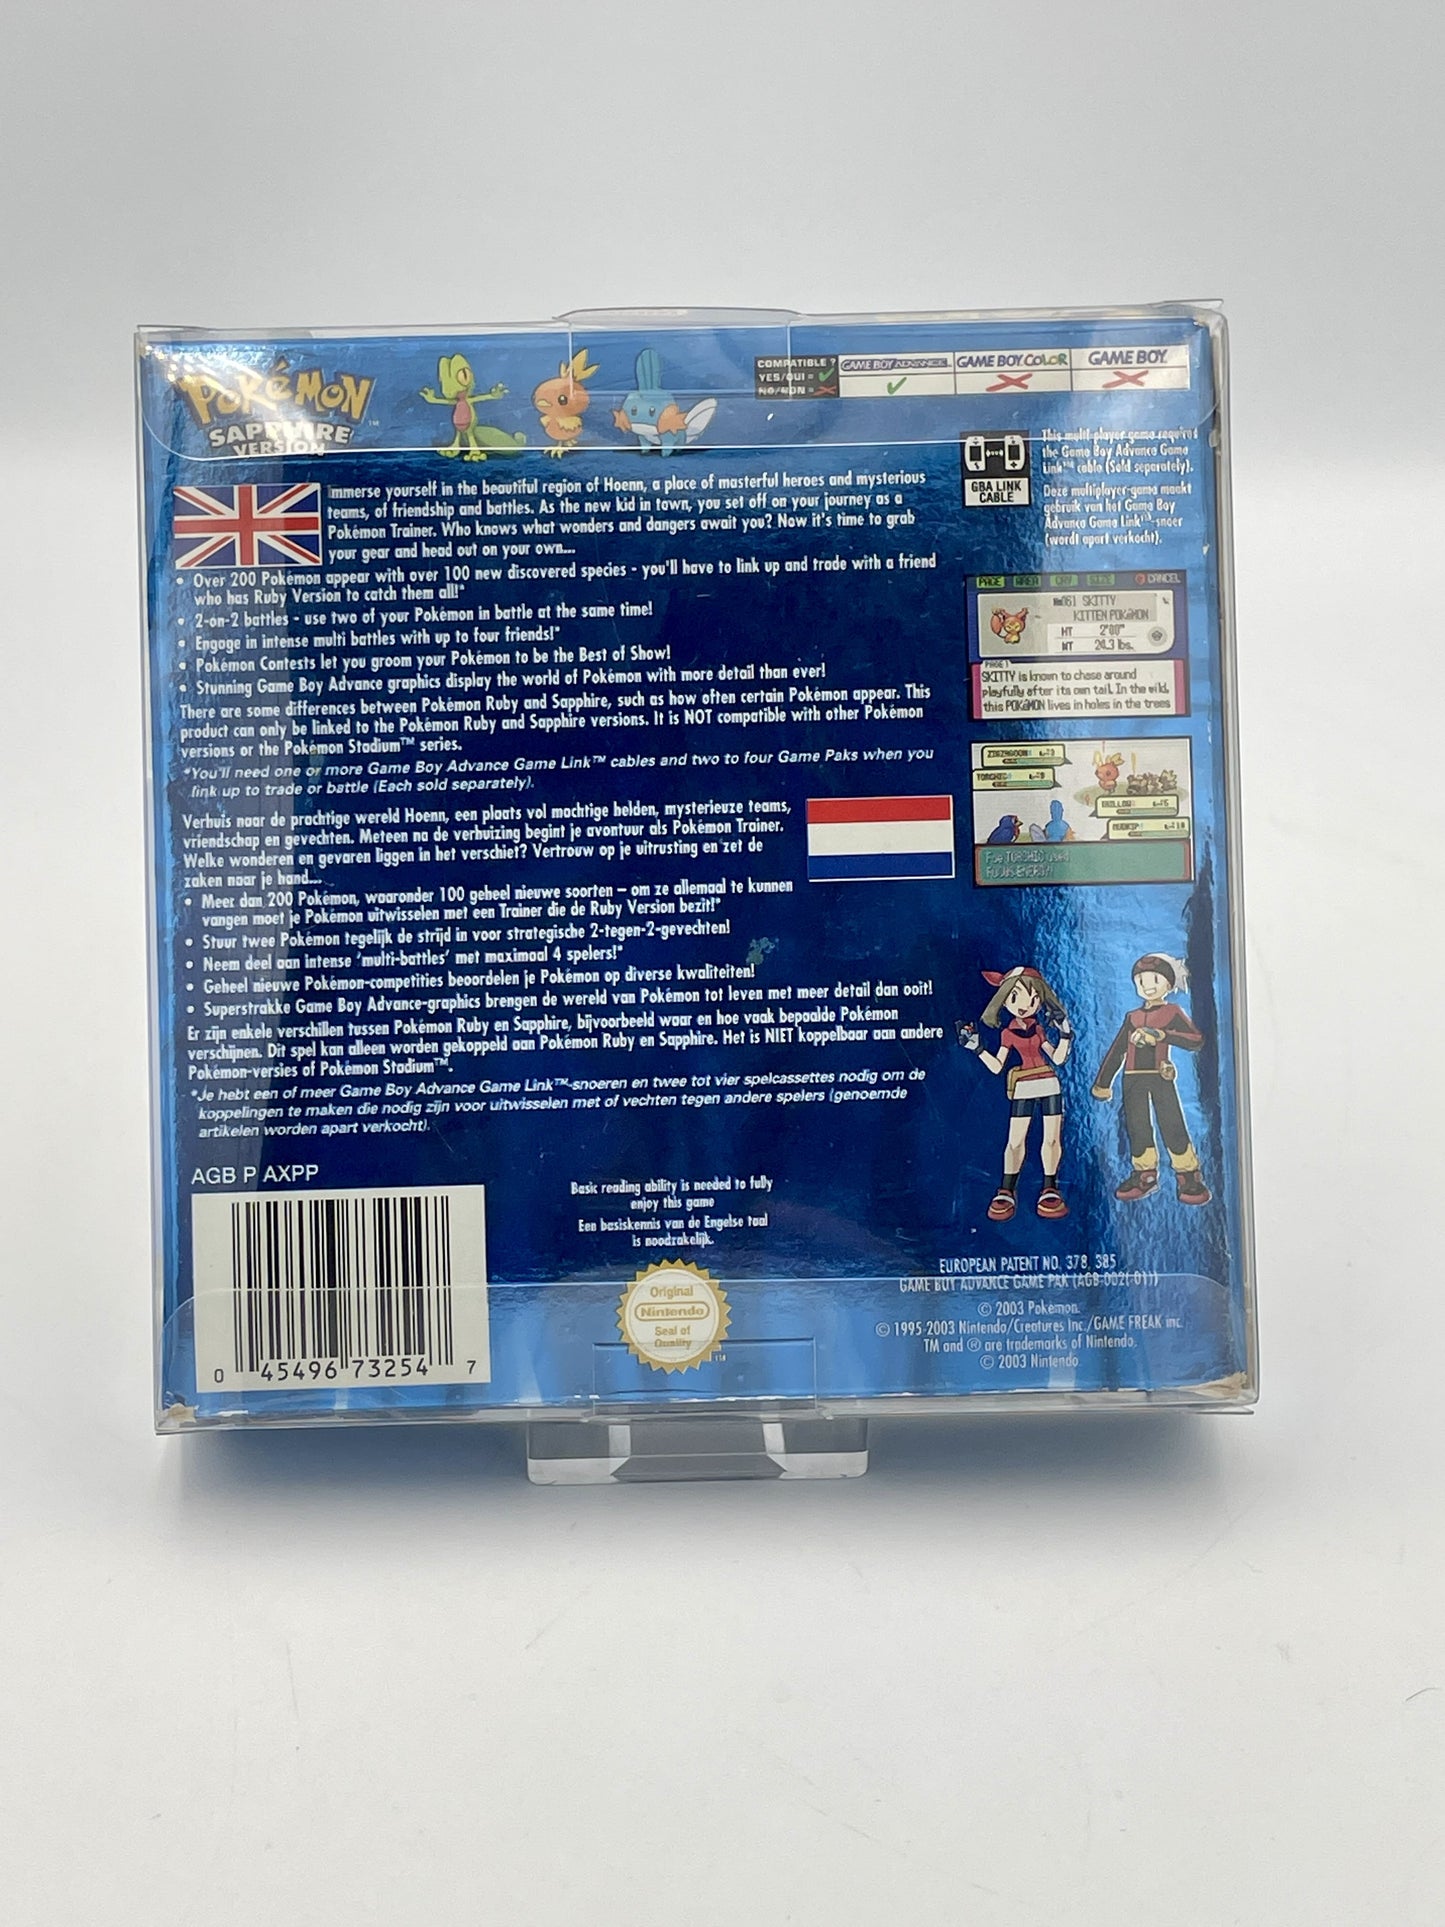 POKéMON™
SAPPHIRE
VERSION
COMPATIBLE ?
YES/OUI =
NO/NON =
GAME BOY ADVANCE
GAME BOY COLOR
GAME BOY
Immerse yourself in the beautiful region of Hoenn, a place of masterful heroes and mysterious
teams, of friendship and battles. As the new kid in town, you set off on your journey as a
Pokémon Trainer. Who knows what wonders and dangers await you? Now it's time to grab
your gear and head out on your own...
• Over 200 Pokémon appear with over 100 new discovered species - you'll have to link up and trade with a friend
who has Ruby Version to catch them all!*
• 2-on-2 battles - use two of your Pokémon in battle at the same time!
• Engage in intense multi battles with up to four friends!*
• Pokémon Contests let you groom your Pokémon to be the Best of Show!
• Stunning Game Boy Advance graphics display the world of Pokémon with more detail than ever!
There are some differences between Pokémon Ruby and Sapphire, such as how often certain Pokémon appear. This
product can only be linked to the Pokémon Ruby and Sapphire versions. It is NOT compatible with other Pokémon
versions or the Pokémon Stadium™ series.
*You'll need one or more Game Boy Advance Game Link™ cables and two to four Game Paks when you
link up to trade or battle (Each sold separately).
Verhuis naar de prachtige wereld Hoenn, een plaats vol machtige helden, mysterieuze teams,
vriendschap en gevechten. Meteen na de verhuizing begint je avontuur als Pokémon Trainer.
Welke wonderen en gevaren liggen in het verschiet? Vertrouw op je uitrusting en zet de
zaken naar je hand...
• Meer dan 200 Pokémon, waaronder 100 geheel nieuwe soorten – om ze allemaal te kunnen
vangen moet je Pokémon uitwisselen met een Trainer die de Ruby Version bezit!*
• Stuur twee Pokémon tegelijk de strijd in voor strategische 2-tegen-2-gevechten!
• Neem deel aan intense 'multi-battles' met maximaal 4 spelers!*
• Geheel nieuwe Pokémon-competities beoordelen je Pokémon op diverse kwaliteiten!
• Superstrakke Game Boy Advance-graphics brengen de wereld van Pokémon tot leven met meer detail dan ooit!
Er zijn enkele verschillen tussen Pokémon Ruby en Sapphire, bijvoorbeeld waar en hoe vaak bepaalde Pokémon
verschijnen. Dit spel kan alleen worden gekoppeld aan Pokémon Ruby en Sapphire. Het is NIET koppelbaar aan andere
Pokémon-versies of Pokémon Stadium™.
*Je hebt een of meer Game Boy Advance Game Link™-snoeren en twee tot vier spelcassettes nodig om de
koppelingen te maken die nodig zijn voor uitwisselen met of vechten tegen andere spelers (genoemde
artikelen worden apart verkocht).
GBA LINK
CABLE
This multi-player game requires
the Game Boy Advance Game
Link™ cable (Sold separately).
Deze multiplayer-game maakt
gebruik van het Game Boy
Advance Game Link™-snoer
(wordt apart verkocht).
PAGE AREA CRY SIZE CANCEL
No061 SKITTY
KITTEN POKéMON
HT 2'00"
WT 24.3 lbs.
PAGE 1
SKITTY is known to chase around
playfully after its own tail. In the wild,
this POKéMON lives in holes in the trees
ZIGZAGOON
TORCHIC
TAILLOW
MUDKIP
Foe TORCHIC used
FOCUS ENERGY!
AGB P AXPP
0 45496 73254 7
Basic reading ability is needed to fully
enjoy this game
Een basiskennis van de Engelse taal
is noodzakelijk.
Original
Nintendo
Seal of
Quality
EUROPEAN PATENT NO. 378, 385
GAME BOY ADVANCE GAME PAK (AGB-002(-01))
© 2003 Pokémon.
© 1995-2003 Nintendo/Creatures Inc./GAME FREAK inc.
TM and ® are trademarks of Nintendo.
© 2003 Nintendo.